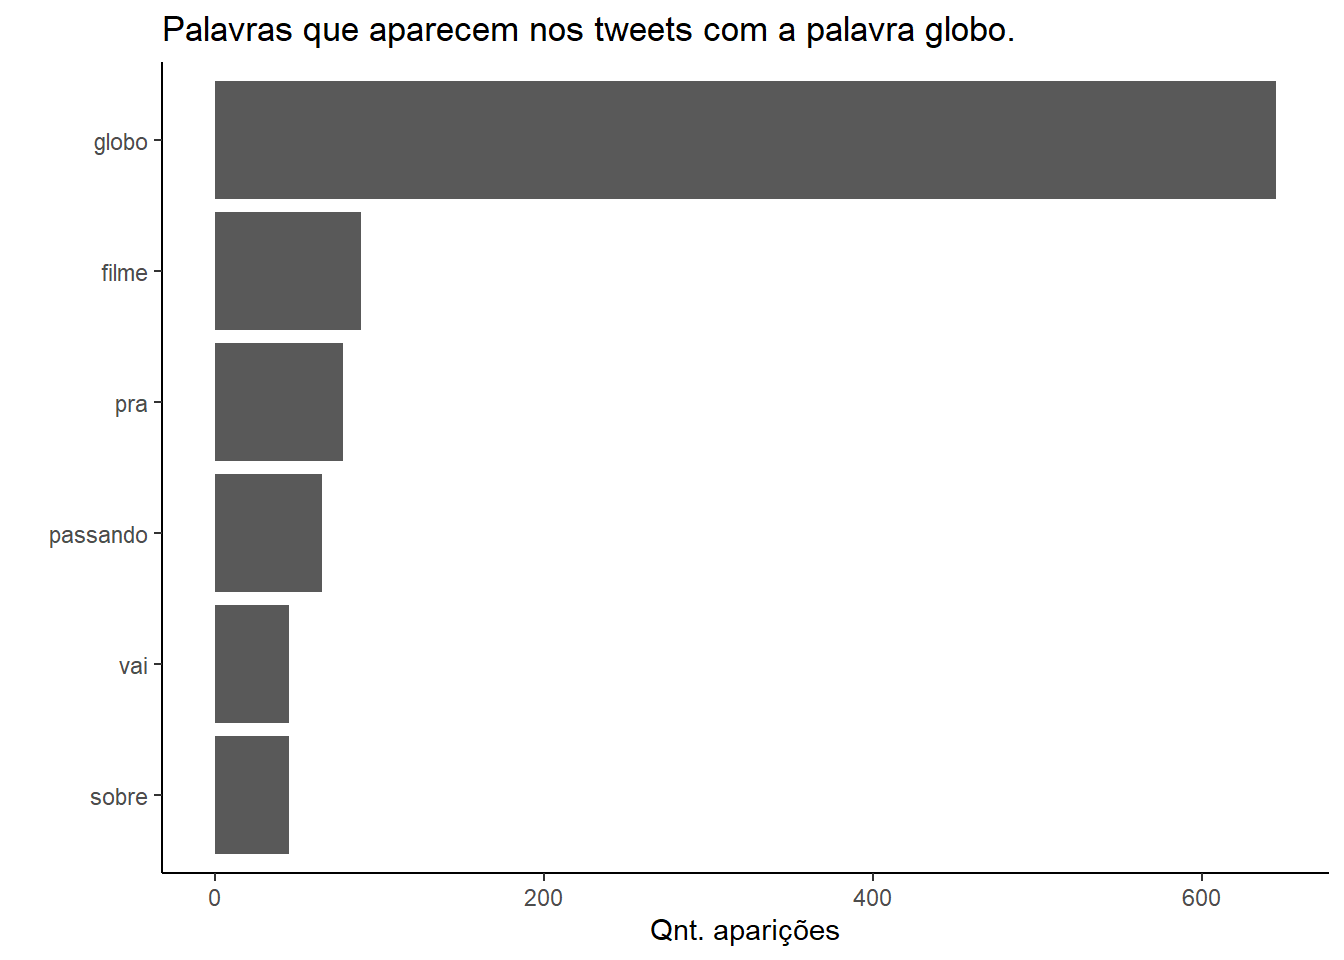 Palavras que aparecem nos tweets com a palavra globo.
globo
filme
pra
passando
vai
sobre
0 200 400 600
Qnt. aparições